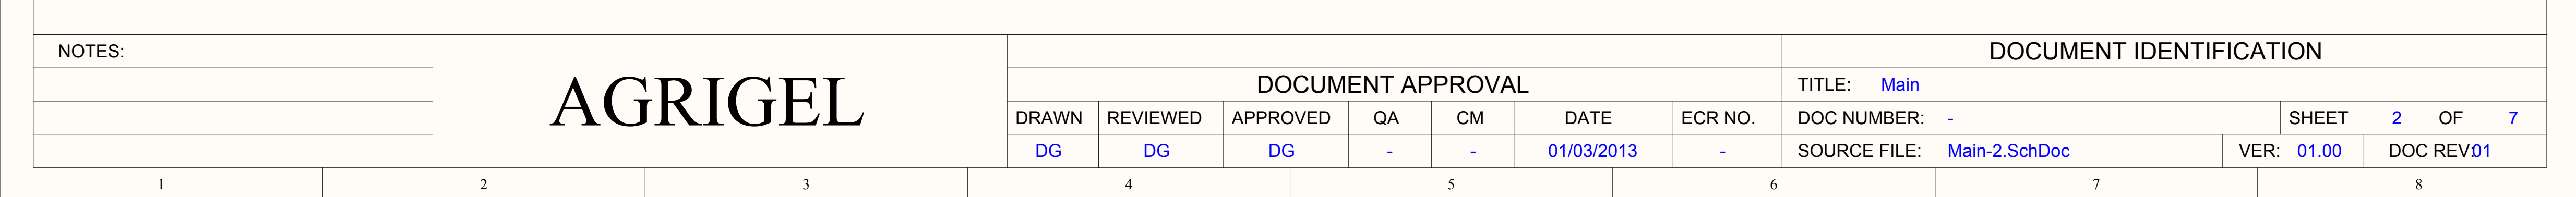 NOTES:
AGRIGEL
DOCUMENT APPROVAL
DRAWN REVIEWED APPROVED QA CM DATE ECR NO.
DG DG DG - - 01/03/2013 -
DOCUMENT IDENTIFICATION
TITLE: Main
DOC NUMBER: - SHEET 2 OF 7
SOURCE FILE: Main-2.SchDoc VER: 01.00 DOC REV:01
1 2 3 4 5 6 7 8